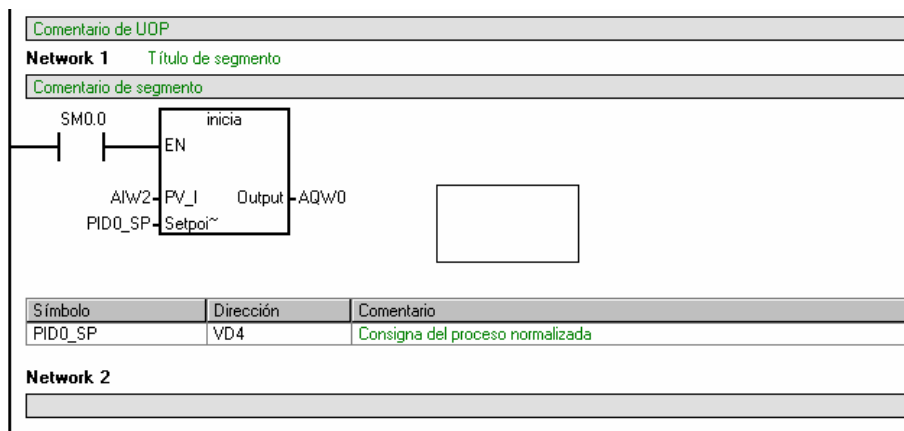 Comentario de UOP
Network 1 Título de segmento
Comentario de segmento
SM0.0 inicia
EN
AIW2 PV_I Output AQW0
PID0_SP Setpoi~
Símbolo Dirección Comentario
PID0_SP VD4 Consigna del proceso normalizada
Network 2